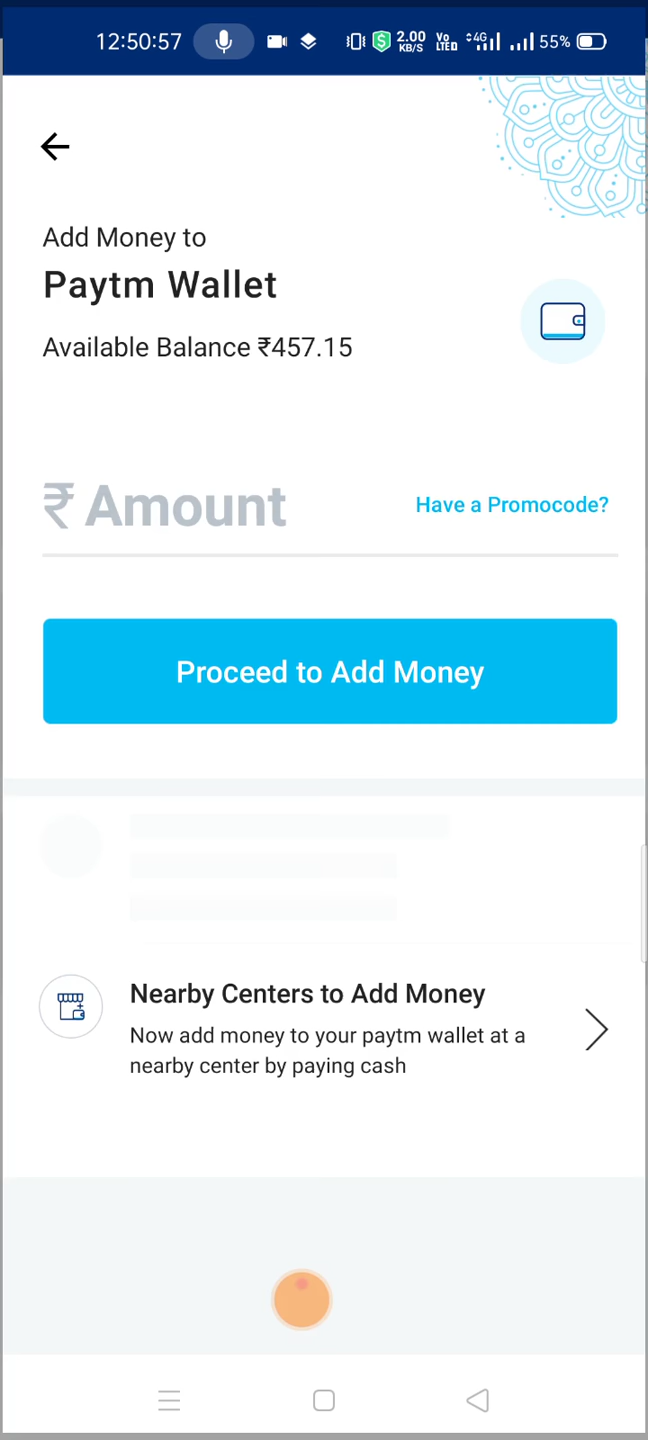 12:50:57 2.00 KB/S Vo LTED 4G 55%
Add Money to
Paytm Wallet
Available Balance ₹457.15
₹ Amount Have a Promocode?
Proceed to Add Money
Nearby Centers to Add Money
Now add money to your paytm wallet at a
nearby center by paying cash